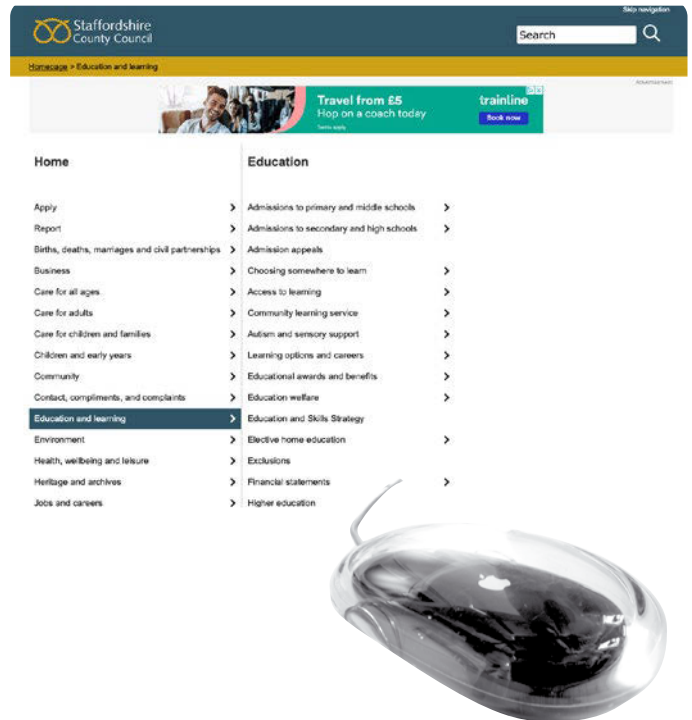 Skip navigation
Staffordshire
County Council
Search
Homepage > Education and learning
Advertisement
Travel from £5
Hop on a coach today
trainline
Book now
Home
Apply
Report
Births, deaths, marriages and civil partnerships
Business
Care for all ages
Care for adults
Care for children and families
Children and early years
Community
Contact, compliments, and complaints
Education and learning
Environment
Health, wellbeing and leisure
Heritage and archives
Jobs and careers
Education
Admissions to primary and middle schools
Admissions to secondary and high schools
Admission appeals
Choosing somewhere to learn
Access to learning
Community learning service
Autism and sensory support
Learning options and careers
Educational awards and benefits
Education welfare
Education and Skills Strategy
Elective home education
Exclusions
Financial statements
Higher education